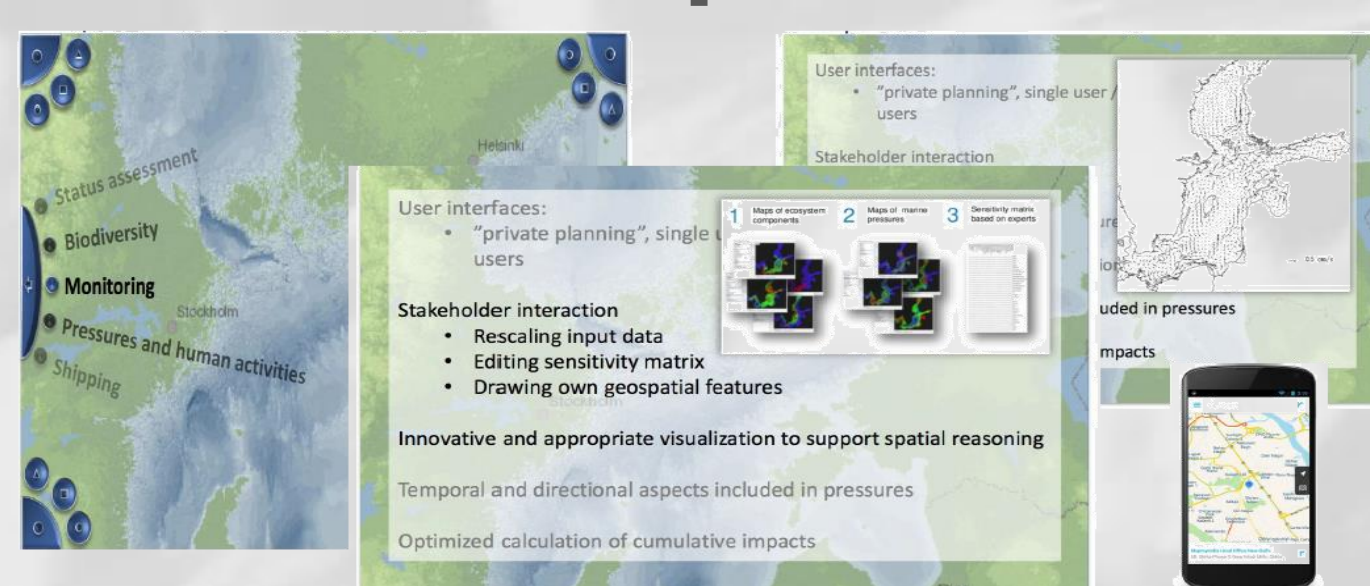 Helsinki
Status assessment
Biodiversity
Monitoring
Stockholm
Pressures and human activities
Shipping
User interfaces:
• "private planning", single
users
Stakeholder interaction
• Rescaling input data
• Editing sensitivity matrix
• Drawing own geospatial features
Innovative and appropriate visualization to support spatial reasoning
Temporal and directional aspects included in pressures
Optimized calculation of cumulative impacts
1 Maps of ecosystem
components
2 Maps of marine
pressures
3 Sensitivity matrix
based on experts
User interfaces:
• "private planning", single user /
users
Stakeholder interaction
uded in pressures
mpacts